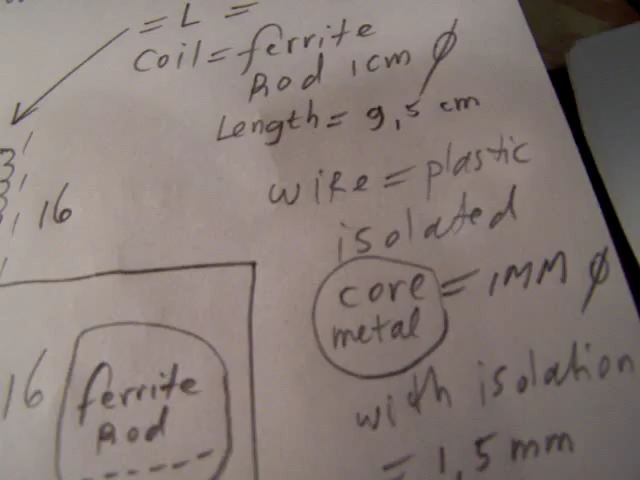 = L =
coil = ferrite
Rod 1cm ∅
Length = 9,5 cm
wire = plastic
isolated
16
core = 1MM ∅
metal
with isolation
= 1,5 mm
16
ferrite
Rod